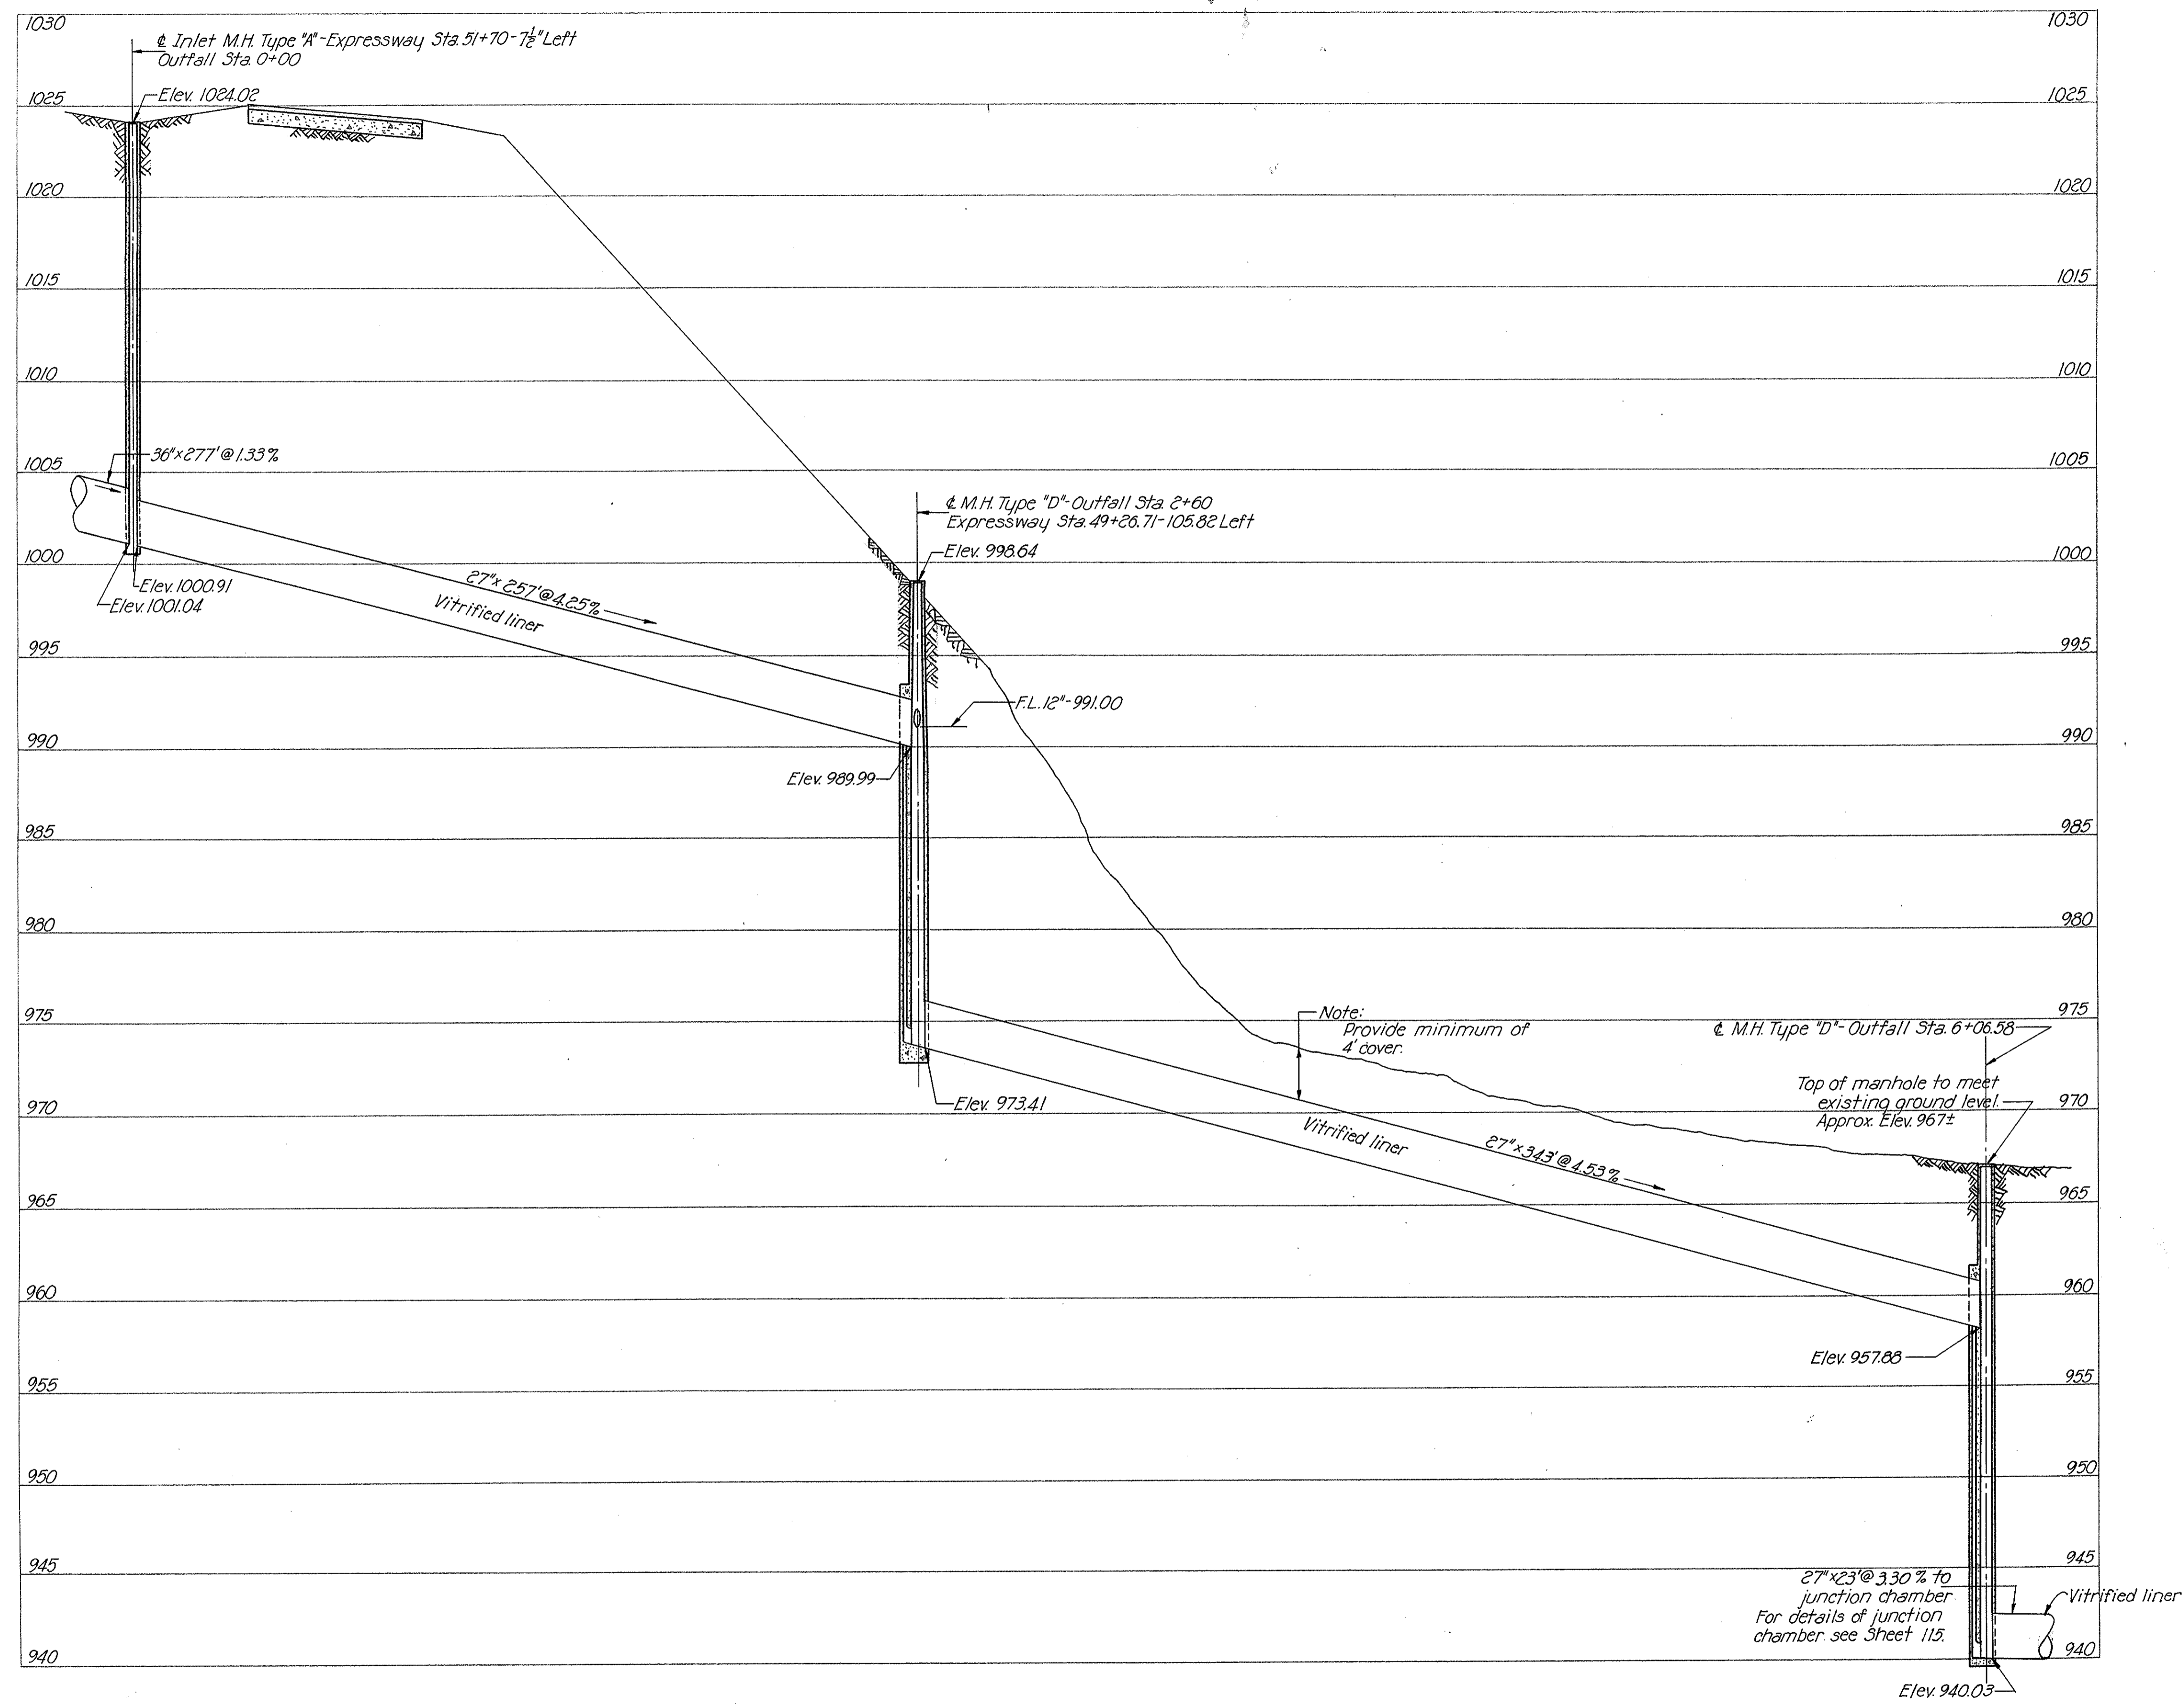 1030
1030
℄ Inlet M.H. Type "A"-Expressway Sta. 51+70-7½" Left
Outfall Sta. 0+00
Elev. 1024.02
1025
1025
1020
1020
1015
1015
1010
1010
36"x277'@1.33%
1005
1005
℄ M.H. Type "D"-Outfall Sta. 2+60
Expressway Sta. 49+26.71-105.82 Left
Elev. 998.64
1000
1000
Elev. 1000.91
Elev. 1001.04
27"x257'@4.25%
Vitrified liner
995
995
F.L. 12"-991.00
990
990
Elev. 989.99
985
985
980
980
975
975
Note:
Provide minimum of
4' cover.
℄ M.H. Type "D"-Outfall Sta. 6+06.58
Top of manhole to meet
existing ground level.
Approx. Elev. 967±
Elev. 973.41
970
970
Vitrified liner
27"x343'@4.53%
965
965
960
960
Elev. 957.88
955
955
950
950
945
945
27"x23'@3.30% to
junction chamber
For details of junction
chamber see Sheet 115.
Vitrified liner
940
940
Elev. 940.03